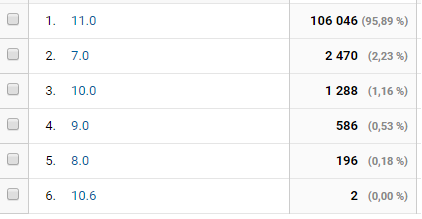 1. 11.0 106 046 (95,89 %)
2. 7.0 2 470 (2,23 %)
3. 10.0 1 288 (1,16 %)
4. 9.0 586 (0,53 %)
5. 8.0 196 (0,18 %)
6. 10.6 2 (0,00 %)